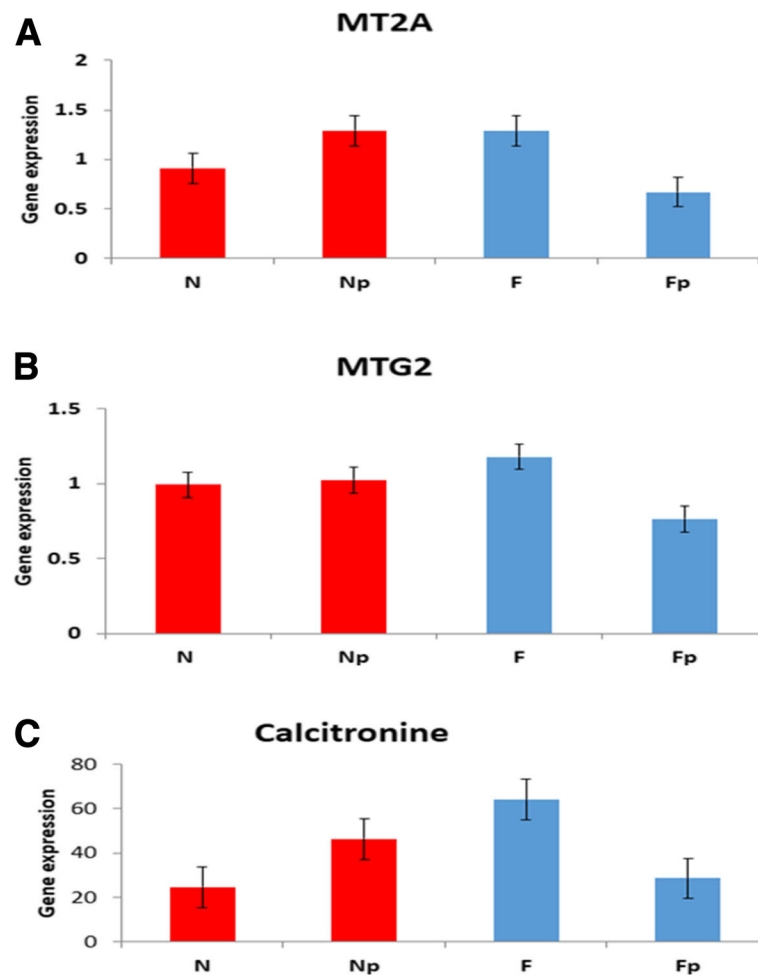 A
MT2A
Gene expression
2
1.5
1
0.5
0
N Np F Fp
B
MTG2
Gene expression
1.5
1
0.5
0
N Np F Fp
C
Calcitronine
Gene expression
80
60
40
20
0
N Np F Fp